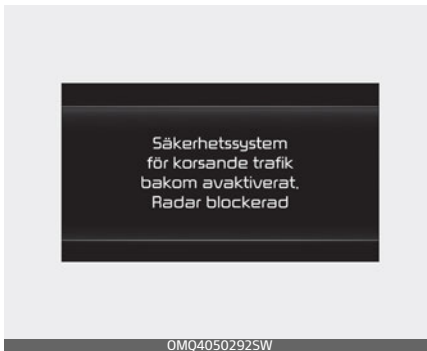 Säkerhetssystem
för korsande trafik
bakom avaktiverat.
Radar blockerad
OMQ4050292SW